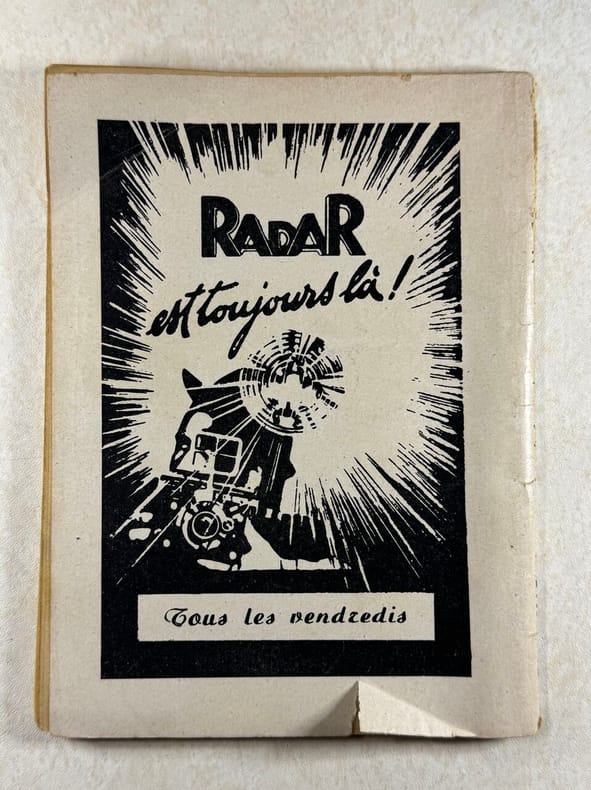 RADAR
est toujours là !
Tous les vendredis